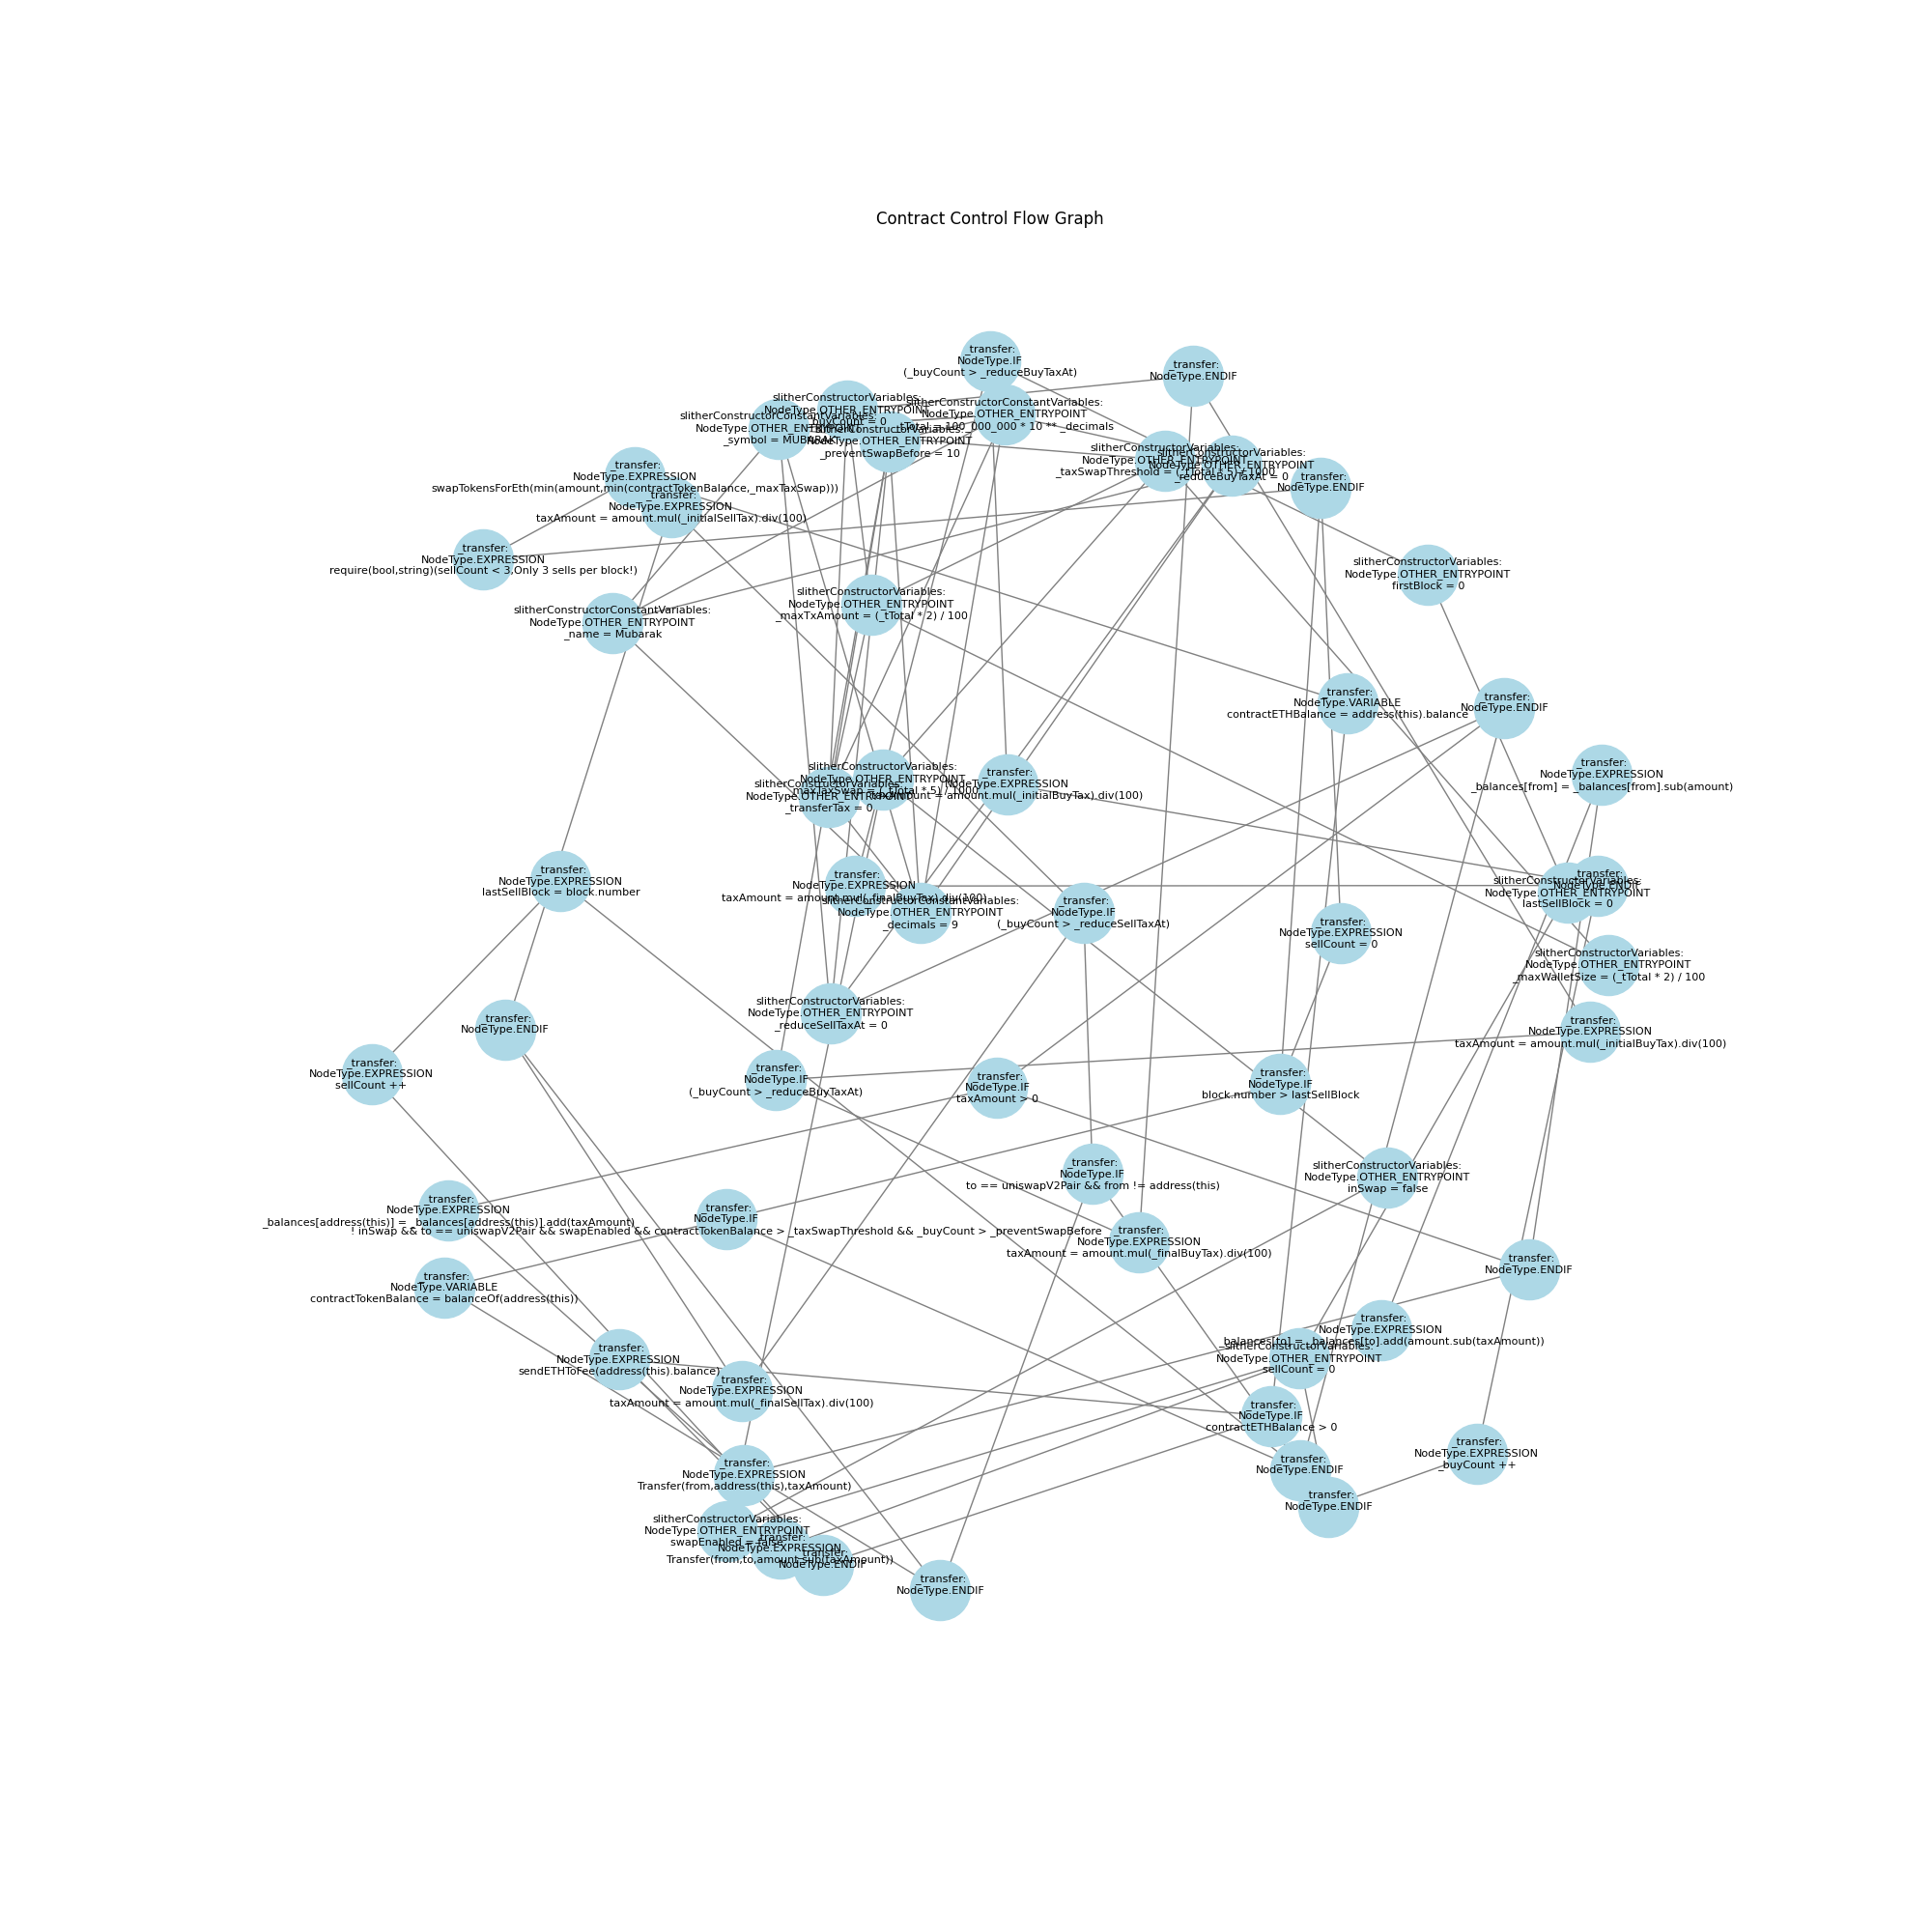 Contract Control Flow Graph
_transfer:
NodeType.IF
(_buyCount > _reduceBuyTaxAt)
_transfer:
NodeType.ENDIF
slitherConstructorVariables:
NodeType.OTHER_ENTRYPOINT
_buyCount = 0
slitherConstructorConstantVariables:
NodeType.OTHER_ENTRYPOINT
_tTotal = 100_000_000 * 10 ** _decimals
slitherConstructorConstantVariables:
NodeType.OTHER_ENTRYPOINT
_symbol = MUBARAK
slitherConstructorVariables:
NodeType.OTHER_ENTRYPOINT
_preventSwapBefore = 10
slitherConstructorVariables:
NodeType.OTHER_ENTRYPOINT
_taxSwapThreshold = (_tTotal * 5) / 1000
slitherConstructorVariables:
NodeType.OTHER_ENTRYPOINT
_reduceBuyTaxAt = 0
_transfer:
NodeType.EXPRESSION
swapTokensForEth(min(amount,min(contractTokenBalance,_maxTaxSwap)))
_transfer:
NodeType.ENDIF
_transfer:
NodeType.EXPRESSION
taxAmount = amount.mul(_initialSellTax).div(100)
_transfer:
NodeType.EXPRESSION
require(bool,string)(sellCount < 3,Only 3 sells per block!)
slitherConstructorVariables:
NodeType.OTHER_ENTRYPOINT
firstBlock = 0
slitherConstructorVariables:
NodeType.OTHER_ENTRYPOINT
_maxTxAmount = (_tTotal * 2) / 100
slitherConstructorConstantVariables:
NodeType.OTHER_ENTRYPOINT
_name = Mubarak
_transfer:
NodeType.VARIABLE
contractETHBalance = address(this).balance
_transfer:
NodeType.ENDIF
slitherConstructorVariables:
NodeType.OTHER_ENTRYPOINT
_maxTaxSwap = (_tTotal * 5) / 1000
_transfer:
NodeType.EXPRESSION
taxAmount = amount.mul(_initialBuyTax).div(100)
_transfer:
NodeType.EXPRESSION
_balances[from] = _balances[from].sub(amount)
slitherConstructorVariables:
NodeType.OTHER_ENTRYPOINT
_transferTax = 0
_transfer:
NodeType.EXPRESSION
lastSellBlock = block.number
_transfer:
NodeType.EXPRESSION
taxAmount = amount.mul(_finalBuyTax).div(100)
_transfer:
NodeType.ENDIF
slitherConstructorVariables:
NodeType.OTHER_ENTRYPOINT
lastSellBlock = 0
slitherConstructorConstantVariables:
NodeType.OTHER_ENTRYPOINT
_decimals = 9
_transfer:
NodeType.IF
(_buyCount > _reduceSellTaxAt)
_transfer:
NodeType.EXPRESSION
sellCount = 0
slitherConstructorVariables:
NodeType.OTHER_ENTRYPOINT
_maxWalletSize = (_tTotal * 2) / 100
slitherConstructorVariables:
NodeType.OTHER_ENTRYPOINT
_reduceSellTaxAt = 0
_transfer:
NodeType.ENDIF
_transfer:
NodeType.EXPRESSION
taxAmount = amount.mul(_initialBuyTax).div(100)
_transfer:
NodeType.EXPRESSION
sellCount ++
_transfer:
NodeType.IF
(_buyCount > _reduceBuyTaxAt)
_transfer:
NodeType.IF
taxAmount > 0
_transfer:
NodeType.IF
block.number > lastSellBlock
_transfer:
NodeType.IF
to == uniswapV2Pair && from != address(this)
slitherConstructorVariables:
NodeType.OTHER_ENTRYPOINT
inSwap = false
_transfer:
NodeType.EXPRESSION
_balances[address(this)] = _balances[address(this)].add(taxAmount)
_transfer:
NodeType.IF
! inSwap && to == uniswapV2Pair && swapEnabled && contractTokenBalance > _taxSwapThreshold && _buyCount > _preventSwapBefore
_transfer:
NodeType.EXPRESSION
taxAmount = amount.mul(_finalBuyTax).div(100)
_transfer:
NodeType.ENDIF
_transfer:
NodeType.VARIABLE
contractTokenBalance = balanceOf(address(this))
_transfer:
NodeType.EXPRESSION
_balances[to] = _balances[to].add(amount.sub(taxAmount))
slitherConstructorVariables:
NodeType.OTHER_ENTRYPOINT
sellCount = 0
_transfer:
NodeType.EXPRESSION
sendETHToFee(address(this).balance)
_transfer:
NodeType.EXPRESSION
taxAmount = amount.mul(_finalSellTax).div(100)
_transfer:
NodeType.IF
contractETHBalance > 0
_transfer:
NodeType.EXPRESSION
_buyCount ++
_transfer:
NodeType.ENDIF
_transfer:
NodeType.EXPRESSION
Transfer(from,address(this),taxAmount)
_transfer:
NodeType.ENDIF
slitherConstructorVariables:
NodeType.OTHER_ENTRYPOINT
swapEnabled = false
_transfer:
NodeType.EXPRESSION
Transfer(from,to,amount.sub(taxAmount))
_transfer:
NodeType.ENDIF
_transfer:
NodeType.ENDIF